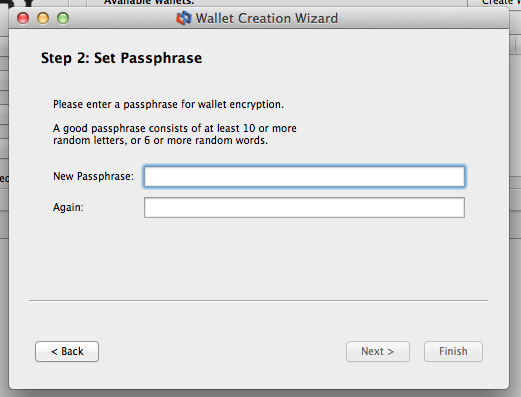 Available Wallets:
Create W
Wallet Creation Wizard
Step 2: Set Passphrase
Please enter a passphrase for wallet encryption.
A good passphrase consists of at least 10 or more
random letters, or 6 or more random words.
New Passphrase:
Again:
< Back
Next >
Finish